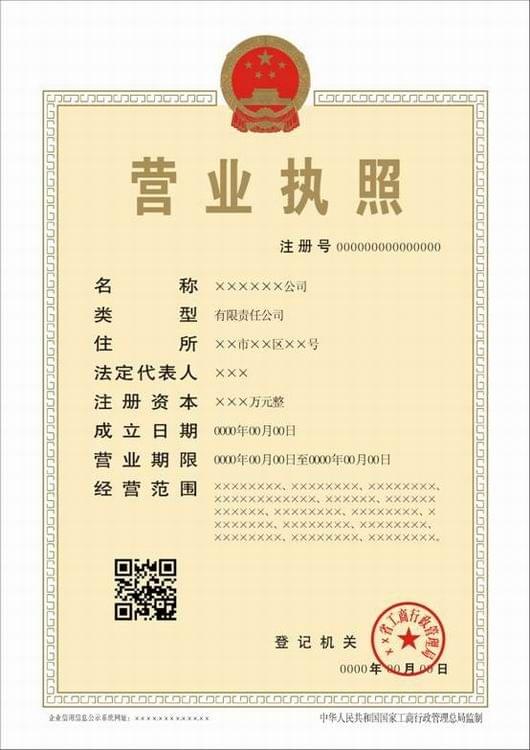 营业执照
注册号 000000000000000
名称 ××××××公司
类型 有限责任公司
住所 ××市××区××号
法定代表人 ×××
注册资本 ×××万元整
成立日期 0000年00月00日
营业期限 0000年00月00日至0000年00月00日
经营范围 ××××××××、××××××××、××××××××、
××××××××××××、××××××、××××××
××××××、××××××××、××××××××、
××××××××、××××××××、××××××××、
××××××××、××××××××、××××××××。
××省工商行政管理局
登记机关
0000年00月00日
企业信用信息公示系统网址：×××××××××××××
中华人民共和国国家工商行政管理总局监制